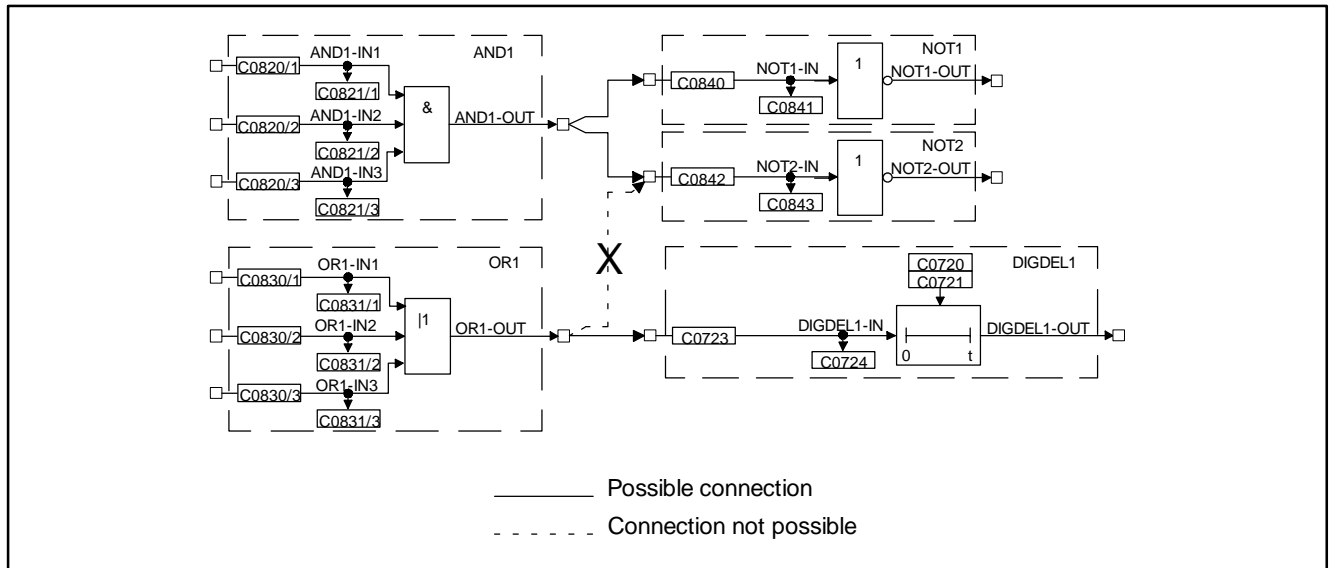 AND1
C0820/1
AND1-IN1
C0821/1
C0820/2
AND1-IN2
C0821/2
C0820/3
AND1-IN3
C0821/3
&
AND1-OUT
NOT1
C0840
NOT1-IN
C0841
1
NOT1-OUT
NOT2
C0842
NOT2-IN
C0843
1
NOT2-OUT
X
OR1
C0830/1
OR1-IN1
C0831/1
C0830/2
OR1-IN2
C0831/2
C0830/3
OR1-IN3
C0831/3
|1
OR1-OUT
DIGDEL1
C0720
C0721
C0723
DIGDEL1-IN
C0724
0 t
DIGDEL1-OUT
Possible connection
Connection not possible